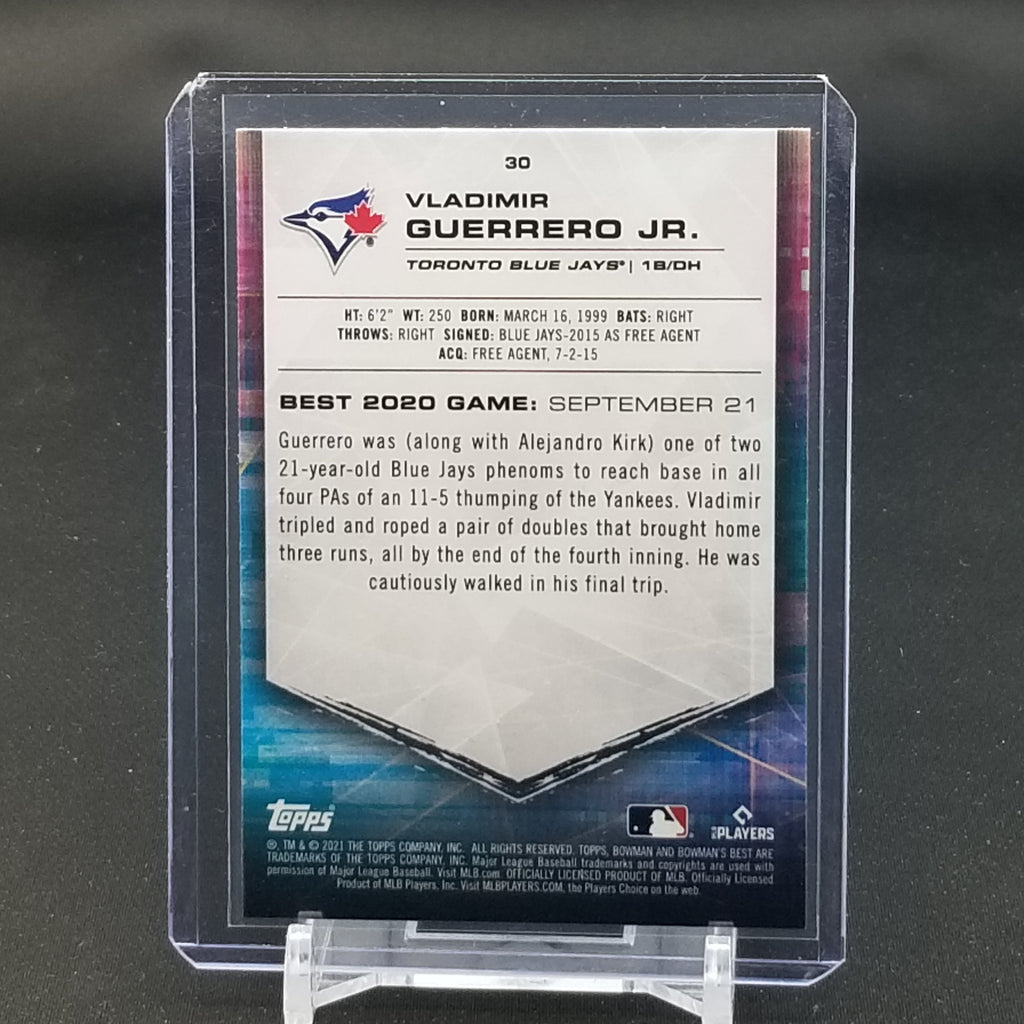 30
VLADIMIR
GUERRERO JR.
TORONTO BLUE JAYS® | 1B/DH
HT: 6'2" WT: 250 BORN: MARCH 16, 1999 BATS: RIGHT
THROWS: RIGHT SIGNED: BLUE JAYS-2015 AS FREE AGENT
ACQ: FREE AGENT, 7-2-15
BEST 2020 GAME: SEPTEMBER 21
Guerrero was (along with Alejandro Kirk) one of two
21-year-old Blue Jays phenoms to reach base in all
four PAs of an 11-5 thumping of the Yankees. Vladimir
tripled and roped a pair of doubles that brought home
three runs, all by the end of the fourth inning. He was
cautiously walked in his final trip.
Topps®
PLAYERS
®, TM & © 2021 THE TOPPS COMPANY, INC. ALL RIGHTS RESERVED. TOPPS, BOWMAN AND BOWMAN'S BEST ARE
TRADEMARKS OF THE TOPPS COMPANY, INC. Major League Baseball trademarks and copyrights are used with
permission of Major League Baseball. Visit MLB.com. OFFICIALLY LICENSED PRODUCT OF MLB. Officially Licensed
Product of MLB Players, Inc. Visit MLBPLAYERS.COM, the Players Choice on the web.